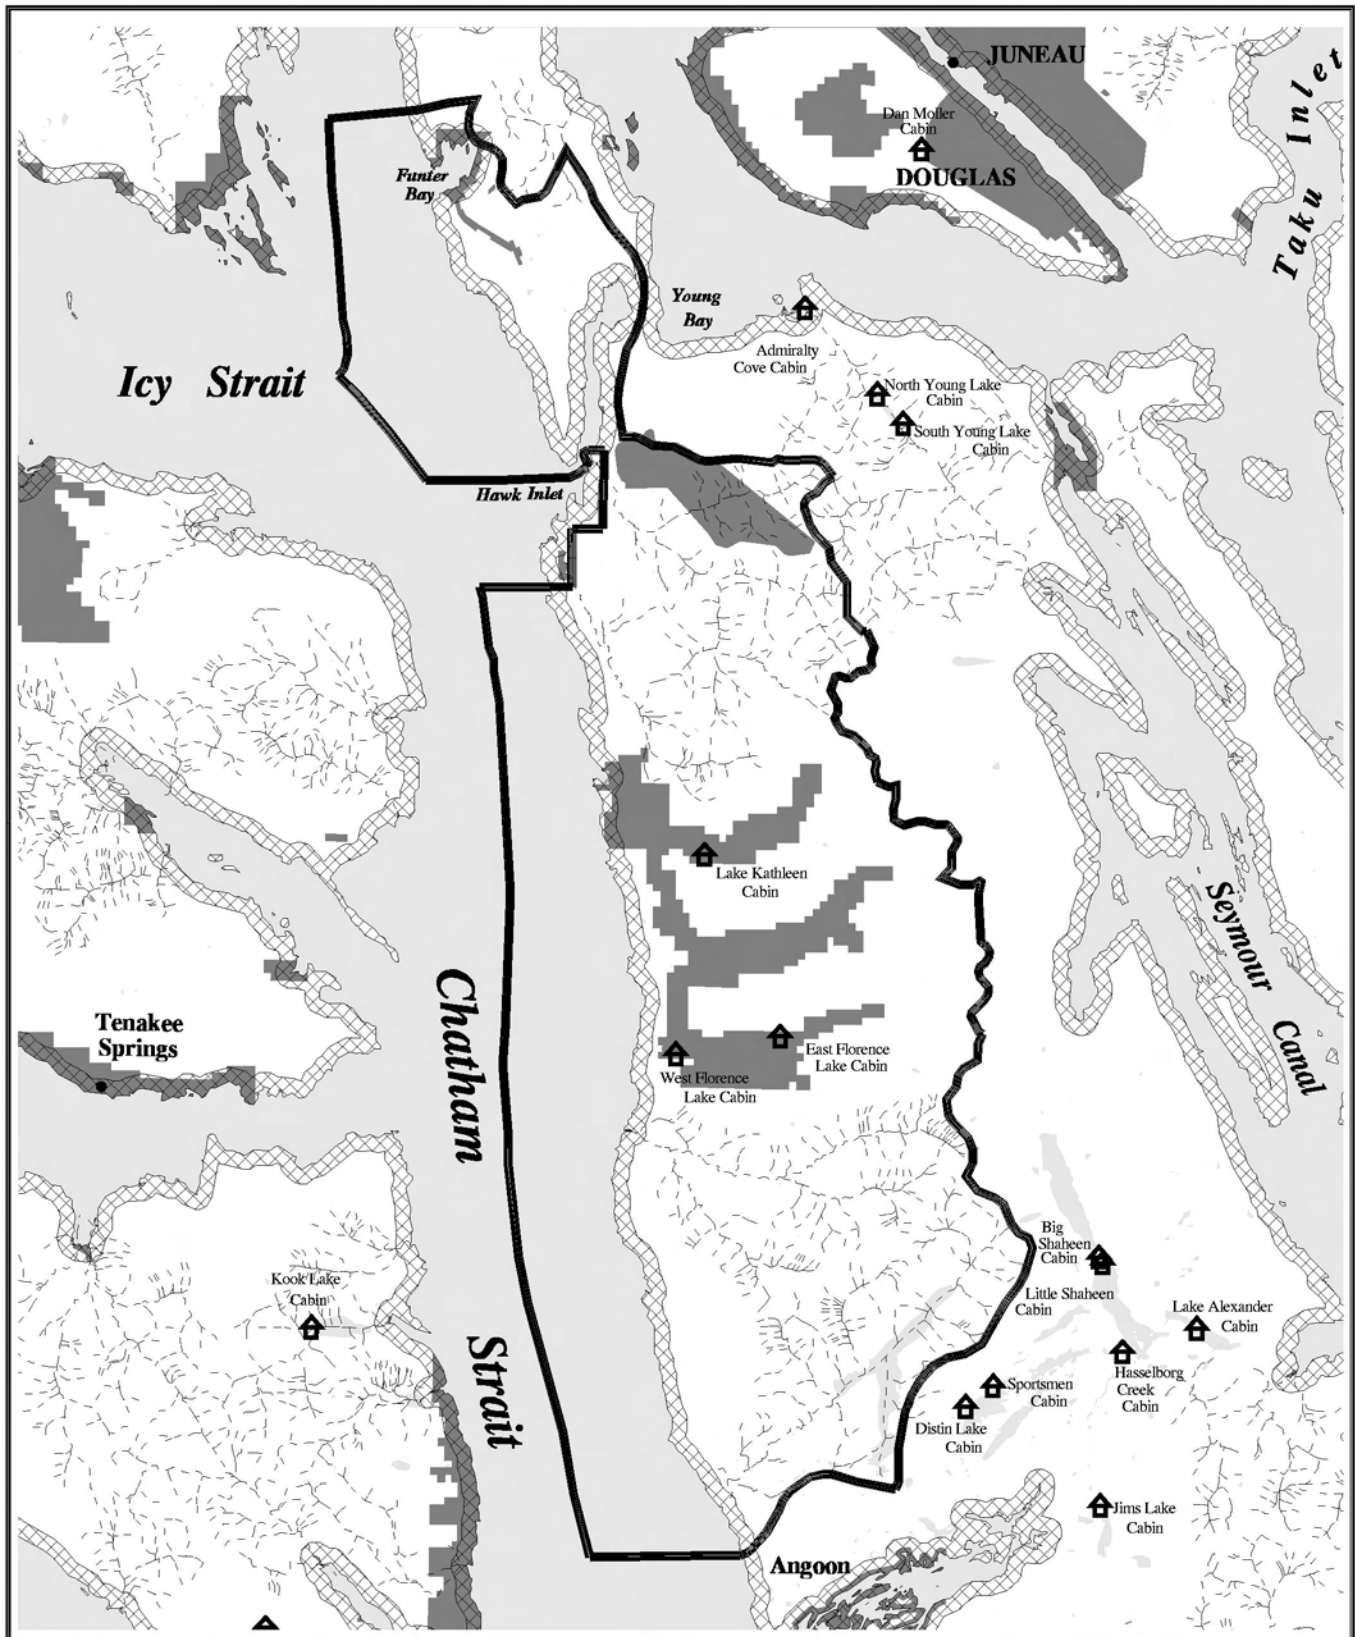 JUNEAU
Taku Inlet
Dan Moller
Cabin
DOUGLAS
Funter
Bay
Young
Bay
Admiralty
Cove Cabin
Icy Strait
North Young Lake
Cabin
South Young Lake
Cabin
Hawk Inlet
Lake Kathleen
Cabin
Seymour
Canal
Chatham
Strait
Tenakee
Springs
East Florence
Lake Cabin
West Florence
Lake Cabin
Big
Shaheen
Cabin
Little Shaheen
Cabin
Kook Lake
Cabin
Lake Alexander
Cabin
Hasselborg
Creek
Cabin
Sportsmen
Cabin
Distin Lake
Cabin
Jims Lake
Cabin
Angoon